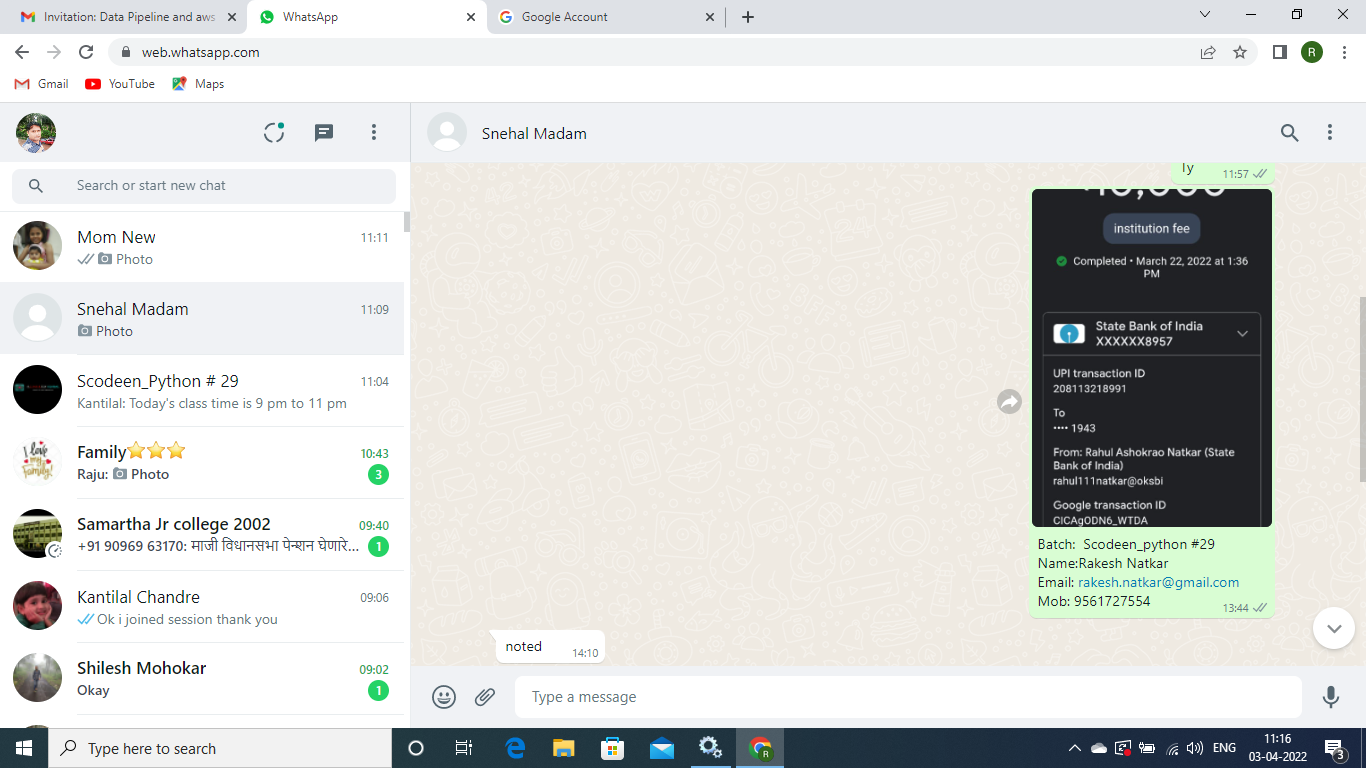 Invitation: Data Pipeline and aws
WhatsApp
Google Account
web.whatsapp.com
R
Gmail
YouTube
Maps
Search or start new chat
Mom New
11:11
Photo
Snehal Madam
11:09
Photo
Scodeen_Python # 29
11:04
Kantilal: Today's class time is 9 pm to 11 pm
I love my Family!
Family⭐⭐⭐
10:43
Raju: Photo
3
Samartha Jr college 2002
09:40
+91 90969 63170: माजी विधानसभा पेन्शन घेणारे...
1
Kantilal Chandre
09:06
Ok i joined session thank you
Shilesh Mohokar
09:02
Okay
1
Snehal Madam
11:57
institution fee
Completed • March 22, 2022 at 1:36
PM
State Bank of India
XXXXXX8957
UPI transaction ID
208113218991
To
•••• 1943
From: Rahul Ashokrao Natkar (State
Bank of India)
rahul111natkar@oksbi
Google transaction ID
CICAgODN6_WTDA
Batch:  Scodeen_python #29
Name:Rakesh Natkar
Email: rakesh.natkar@gmail.com
Mob: 9561727554
13:44
noted
14:10
Type a message
Type here to search
R
ENG
11:16
03-04-2022
3